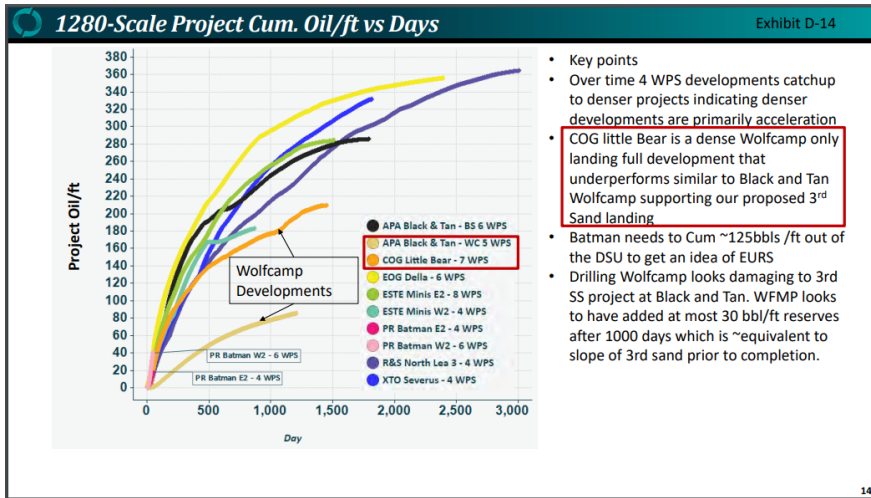 1280-Scale Project Cum. Oil/ft vs Days
Exhibit D-14
380
360
340
320
300
280
260
240
220
200
180
160
140
120
100
80
60
40
20
0
Project Oil/ft
0
500
1,000
1,500
2,000
2,500
3,000
Day
Wolfcamp
Developments
PR Batman W2 - 6 WPS
PR Batman E2 - 4 WPS
APA Black & Tan - BS 6 WPS
APA Black & Tan - WC 5 WPS
COG Little Bear - 7 WPS
EOG Della - 6 WPS
ESTE Minis E2 - 8 WPS
ESTE Minis W2 - 4 WPS
PR Batman E2 - 4 WPS
PR Batman W2 - 6 WPS
R&S North Lea 3 - 4 WPS
XTO Severus - 4 WPS
• Key points
• Over time 4 WPS developments catchup
to denser projects indicating denser
developments are primarily acceleration
• COG little Bear is a dense Wolfcamp only
landing full development that
underperforms similar to Black and Tan
Wolfcamp supporting our proposed 3rd
Sand landing
• Batman needs to Cum ~125bbls /ft out of
the DSU to get an idea of EURS
• Drilling Wolfcamp looks damaging to 3rd
SS project at Black and Tan. WFMP looks
to have added at most 30 bbl/ft reserves
after 1000 days which is ~equivalent to
slope of 3rd sand prior to completion.
14